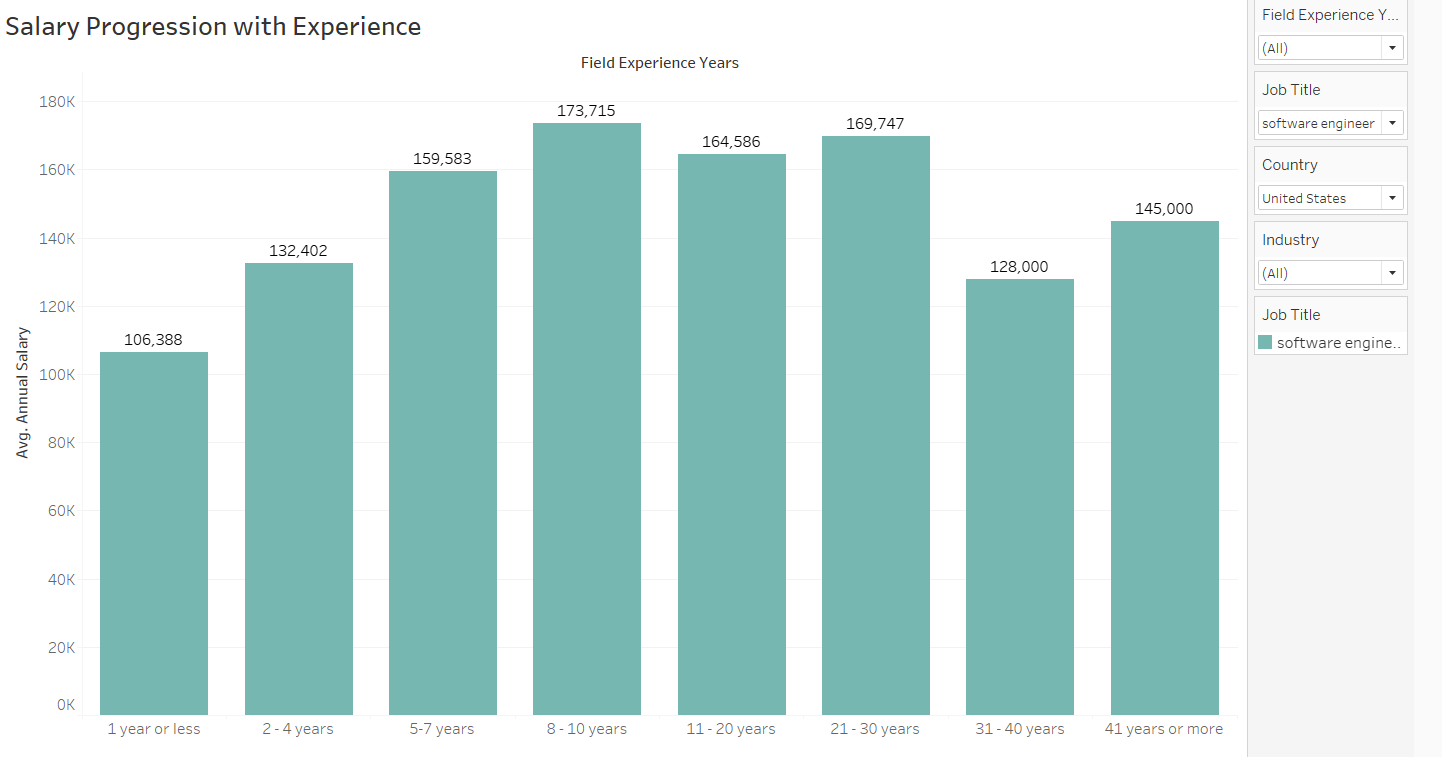 Salary Progression with Experience
Field Experience Years
Avg. Annual Salary
180K
160K
140K
120K
100K
80K
60K
40K
20K
0K
106,388
132,402
159,583
173,715
164,586
169,747
128,000
145,000
1 year or less
2 - 4 years
5-7 years
8 - 10 years
11 - 20 years
21 - 30 years
31 - 40 years
41 years or more
Field Experience Y...
(All)
Job Title
software engineer
Country
United States
Industry
(All)
Job Title
software engine..